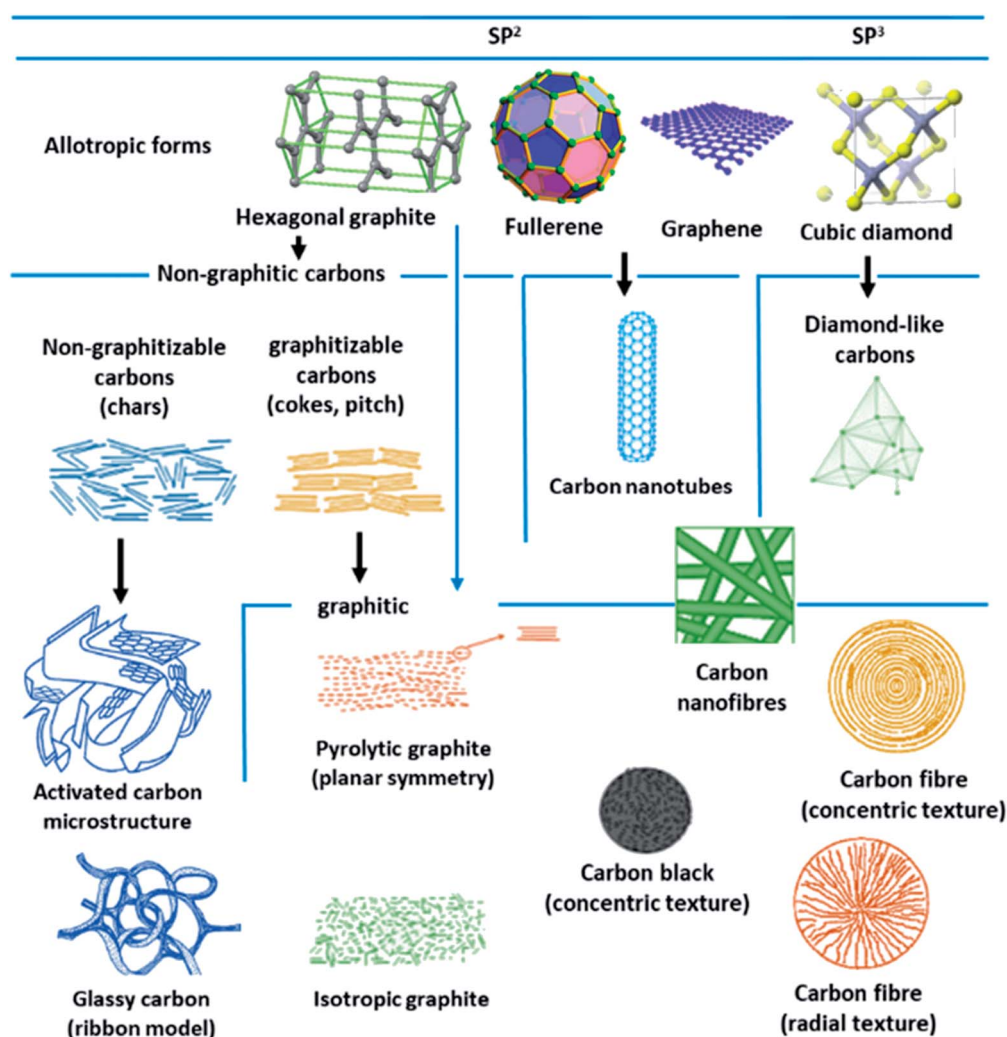 SP²
SP³
Allotropic forms
Hexagonal graphite
Fullerene
Graphene
Cubic diamond
Non-graphitic carbons
Non-graphitizable
carbons
(chars)
graphitizable
carbons
(cokes, pitch)
Diamond-like
carbons
Carbon nanotubes
graphitic
Carbon
nanofibres
Pyrolytic graphite
(planar symmetry)
Activated carbon
microstructure
Carbon fibre
(concentric texture)
Carbon black
(concentric texture)
Glassy carbon
(ribbon model)
Isotropic graphite
Carbon fibre
(radial texture)